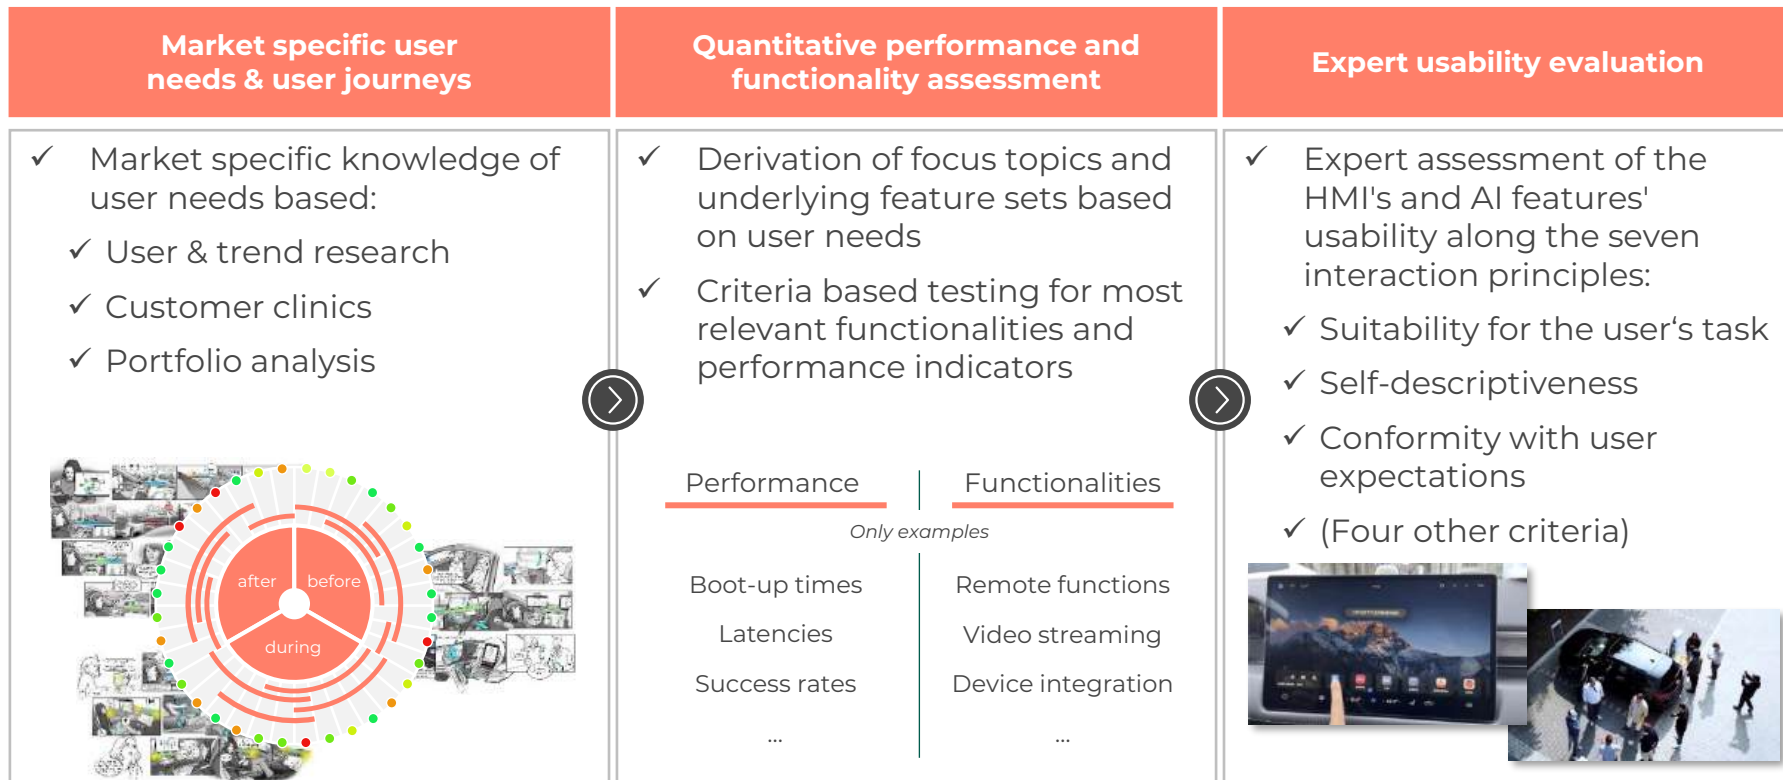 Market specific user
needs & user journeys
Quantitative performance and
functionality assessment
Expert usability evaluation
✓ Market specific knowledge of
user needs based:
✓ User & trend research
✓ Customer clinics
✓ Portfolio analysis
after
before
during
✓ Derivation of focus topics and
underlying feature sets based
on user needs
✓ Criteria based testing for most
relevant functionalities and
performance indicators
Performance
Functionalities
Only examples
Boot-up times
Remote functions
Latencies
Video streaming
Success rates
Device integration
...
...
✓ Expert assessment of the
HMI's and AI features'
usability along the seven
interaction principles:
✓ Suitability for the user‘s task
✓ Self-descriptiveness
✓ Conformity with user
expectations
✓ (Four other criteria)